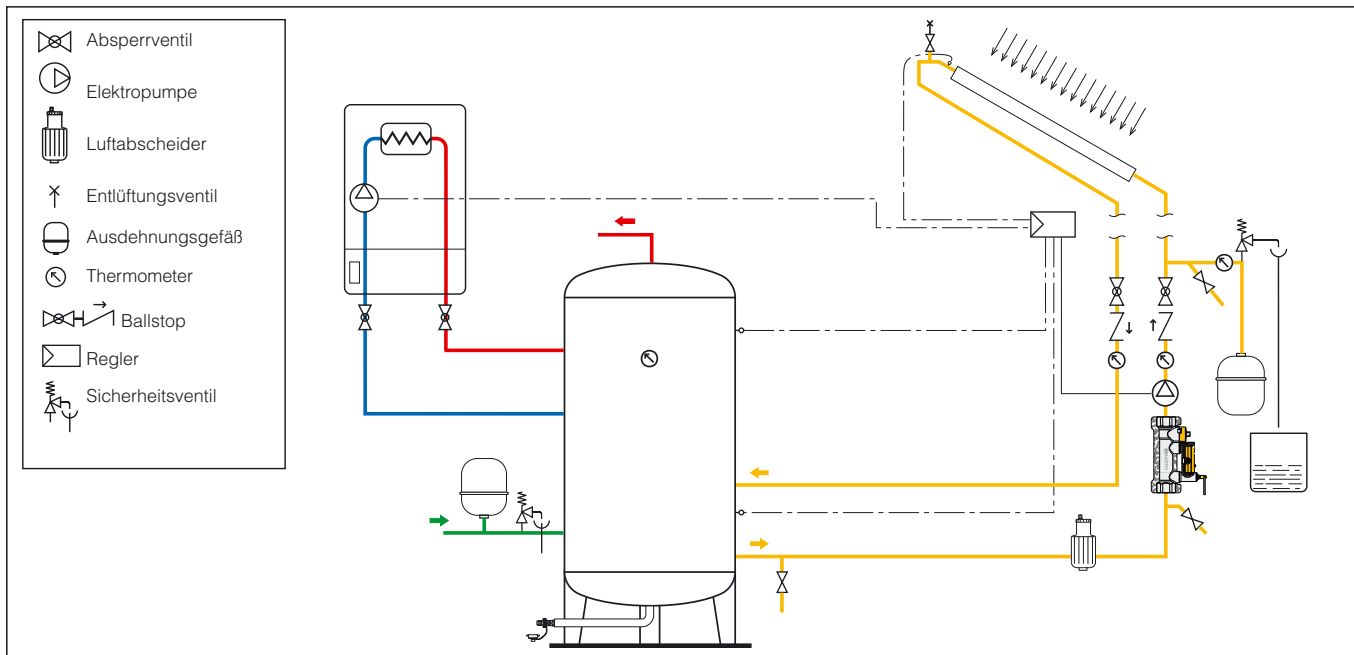 Absperrventil
Elektropumpe
Luftabscheider
Entlüftungsventil
Ausdehnungsgefäß
Thermometer
Ballstop
Regler
Sicherheitsventil